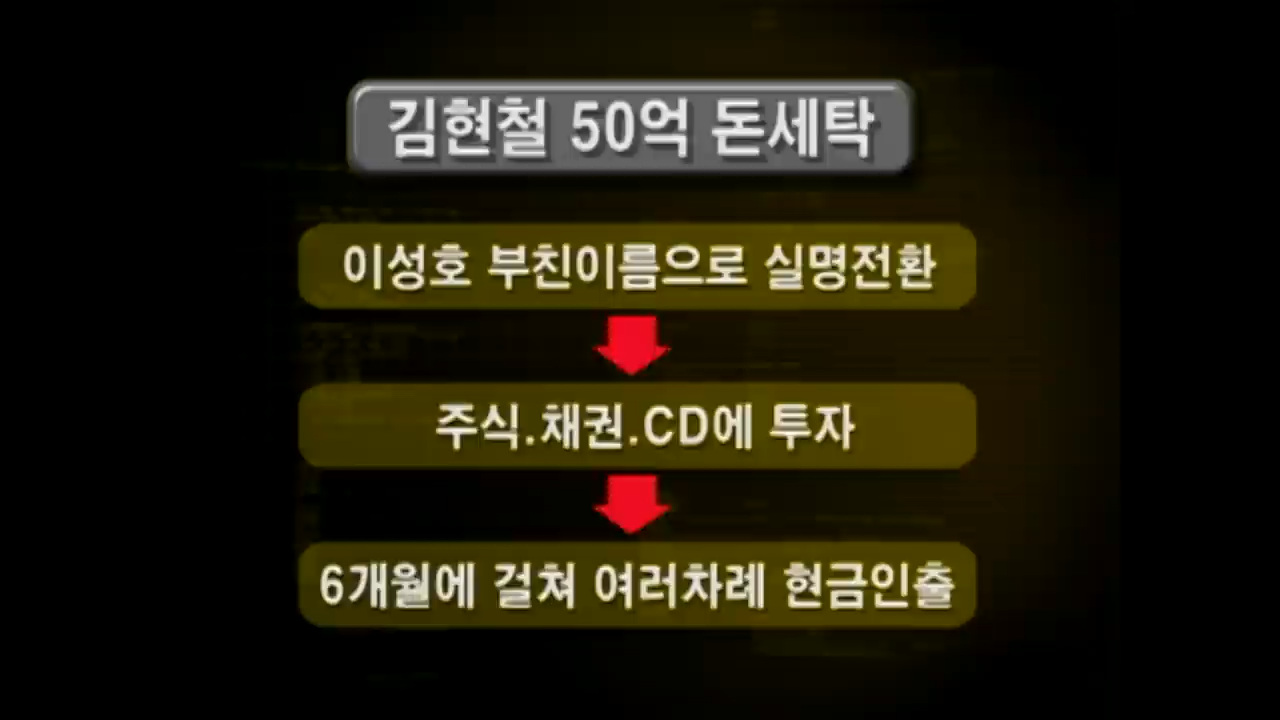 김현철 50억 돈세탁
이성호 부친이름으로 실명전환
주식.채권.CD에 투자
6개월에 걸쳐 여러차례 현금인출